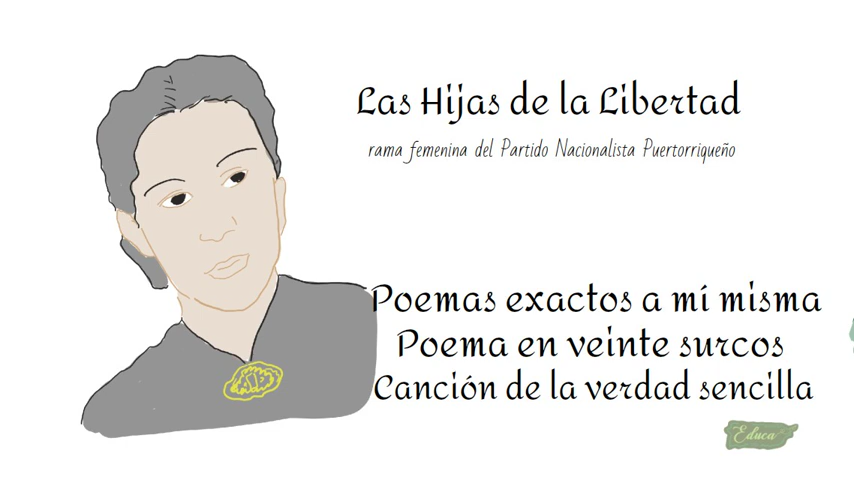 Las Hijas de la Libertad
rama femenina del Partido Nacionalista Puertorriqueño
Poemas exactos a mí misma
Poema en veinte surcos
Canción de la verdad sencilla
Educa